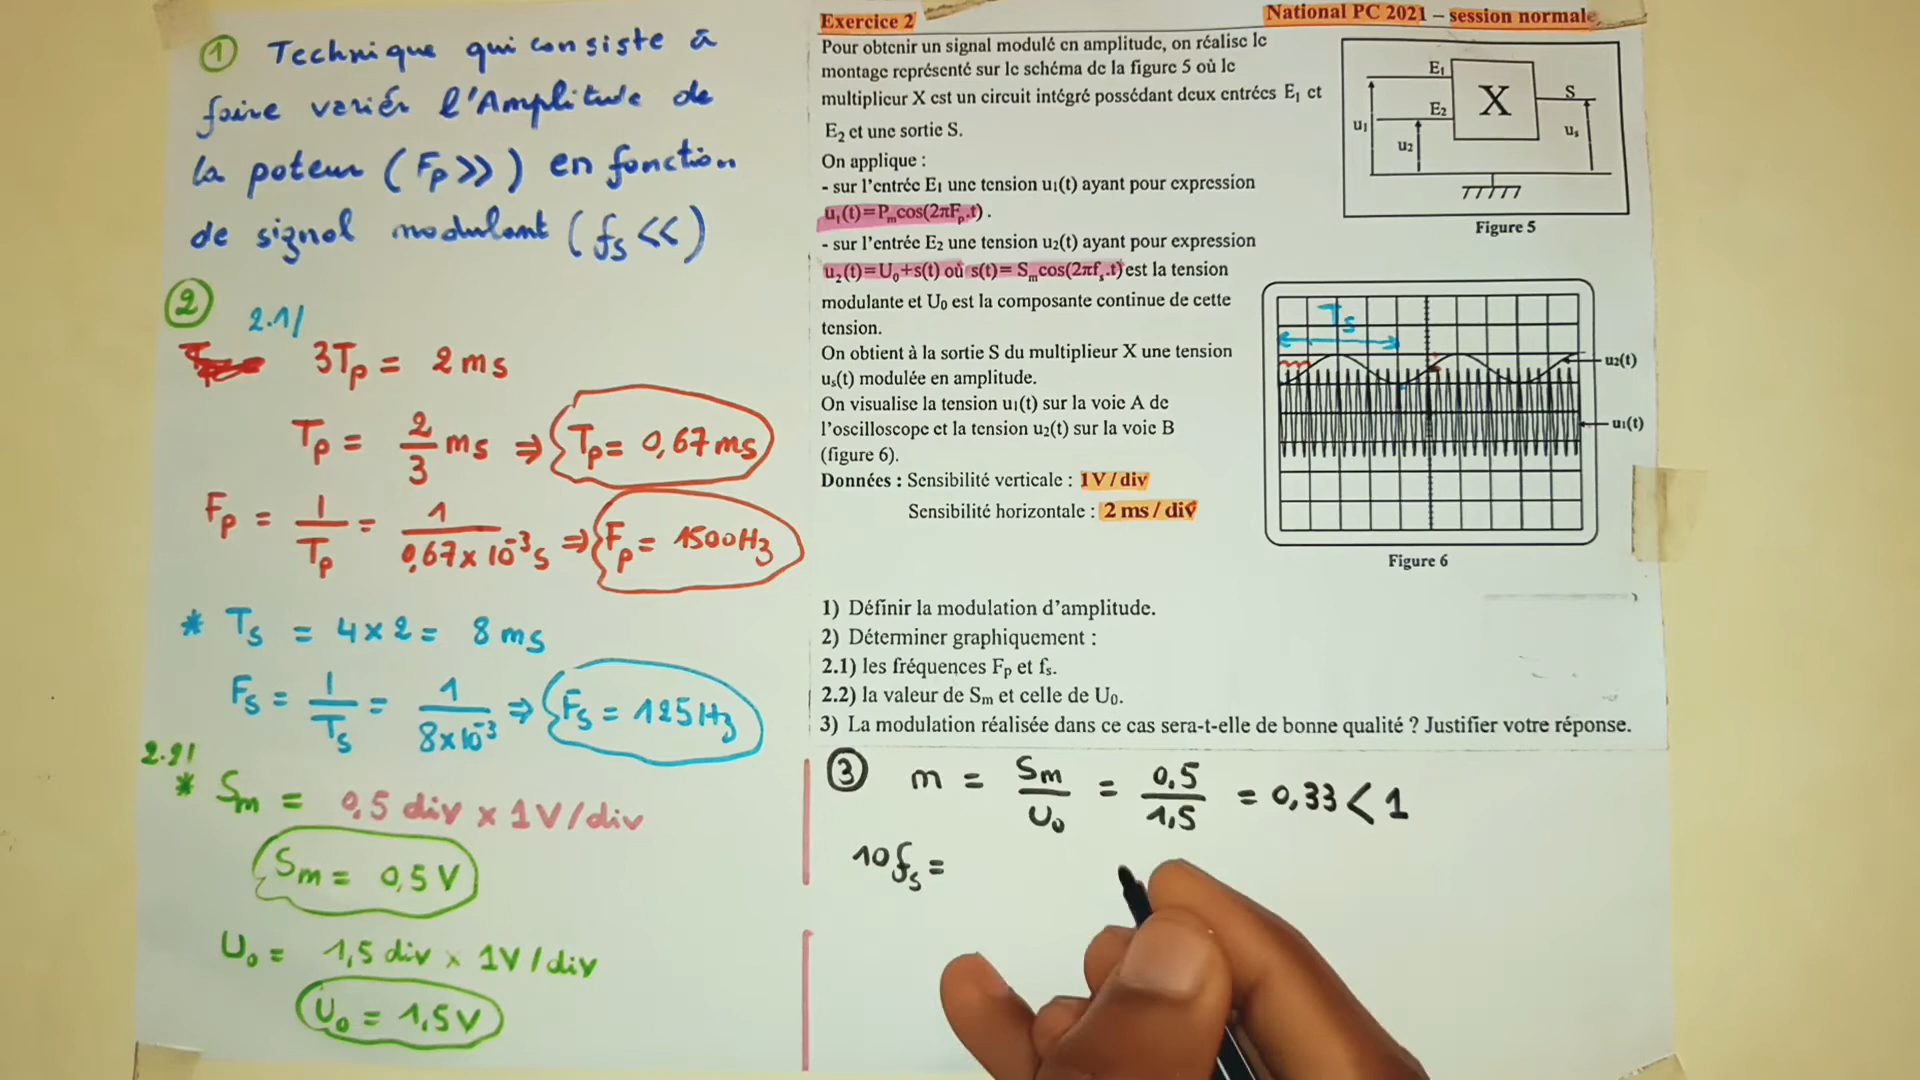 ① Technique qui consiste à
faire variér l'Amplitude de
la poteur (Fp>>) en fonction
de signal modulant (fs <<)
②
2.1/
3Tp = 2 ms
Tp = 2/3 ms ⇒ Tp = 0,67 ms
Fp = 1/Tp = 1/0,67×10⁻³ s ⇒ Fp = 1500 Hz
* Ts = 4×2 = 8 ms
Fs = 1/Ts = 1/8×10⁻³ ⇒ Fs = 125 Hz
* Sm = 0,5 div × 1V/div
Sm = 0,5 V
U₀ = 1,5 div × 1V/div
U₀ = 1,5 V
Exercice 2
National PC 2021 – session normale
Pour obtenir un signal modulé en amplitude, on réalise le
montage représenté sur le schéma de la figure 5 où le
multiplieur X est un circuit intégré possédant deux entrées E₁ et
E₂ et une sortie S.
On applique :
- sur l'entrée E₁ une tension u₁(t) ayant pour expression
u₁(t)=Pₘcos(2πFₚ.t) .
- sur l'entrée E₂ une tension u₂(t) ayant pour expression
u₂(t)=U₀+s(t) où s(t)= Sₘcos(2πfₛ.t) est la tension
modulante et U₀ est la composante continue de cette
tension.
On obtient à la sortie S du multiplieur X une tension
uₛ(t) modulée en amplitude.
On visualise la tension u₁(t) sur la voie A de
l'oscilloscope et la tension u₂(t) sur la voie B
(figure 6).
Données : Sensibilité verticale : 1V / div
Sensibilité horizontale : 2 ms / div
E₁
E₂
X
S
u₁
u₂
uₛ
Figure 5
Ts
u₂(t)
u₁(t)
Figure 6
1) Définir la modulation d'amplitude.
2) Déterminer graphiquement :
2.1) les fréquences Fₚ et fₛ.
2.2) la valeur de Sₘ et celle de U₀.
3) La modulation réalisée dans ce cas sera-t-elle de bonne qualité ? Justifier votre réponse.
③ m = Sm/U₀ = 0,5/1,5 = 0,33 < 1
10fs =